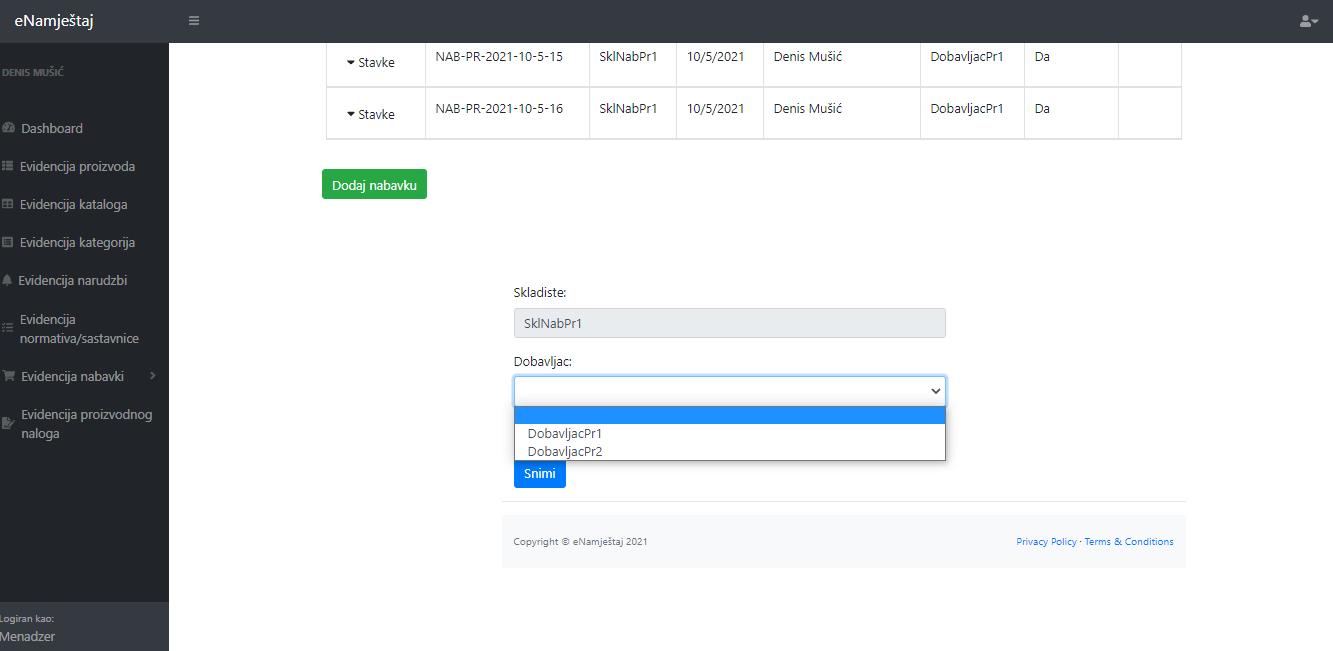 eNamještaj
DENIS MUŠIĆ
Dashboard
Evidencija proizvoda
Evidencija kataloga
Evidencija kategorija
Evidencija narudzbi
Evidencija
normativa/sastavnice
Evidencija nabavki
Evidencija proizvodnog
naloga
Logiran kao:
Menadzer
Stavke NAB-PR-2021-10-5-15 SklNabPr1 10/5/2021 Denis Mušić DobavljacPr1 Da
Stavke NAB-PR-2021-10-5-16 SklNabPr1 10/5/2021 Denis Mušić DobavljacPr1 Da
Dodaj nabavku
Skladiste:
SklNabPr1
Dobavljac:
DobavljacPr1
DobavljacPr2
Snimi
Copyright © eNamještaj 2021 Privacy Policy · Terms & Conditions